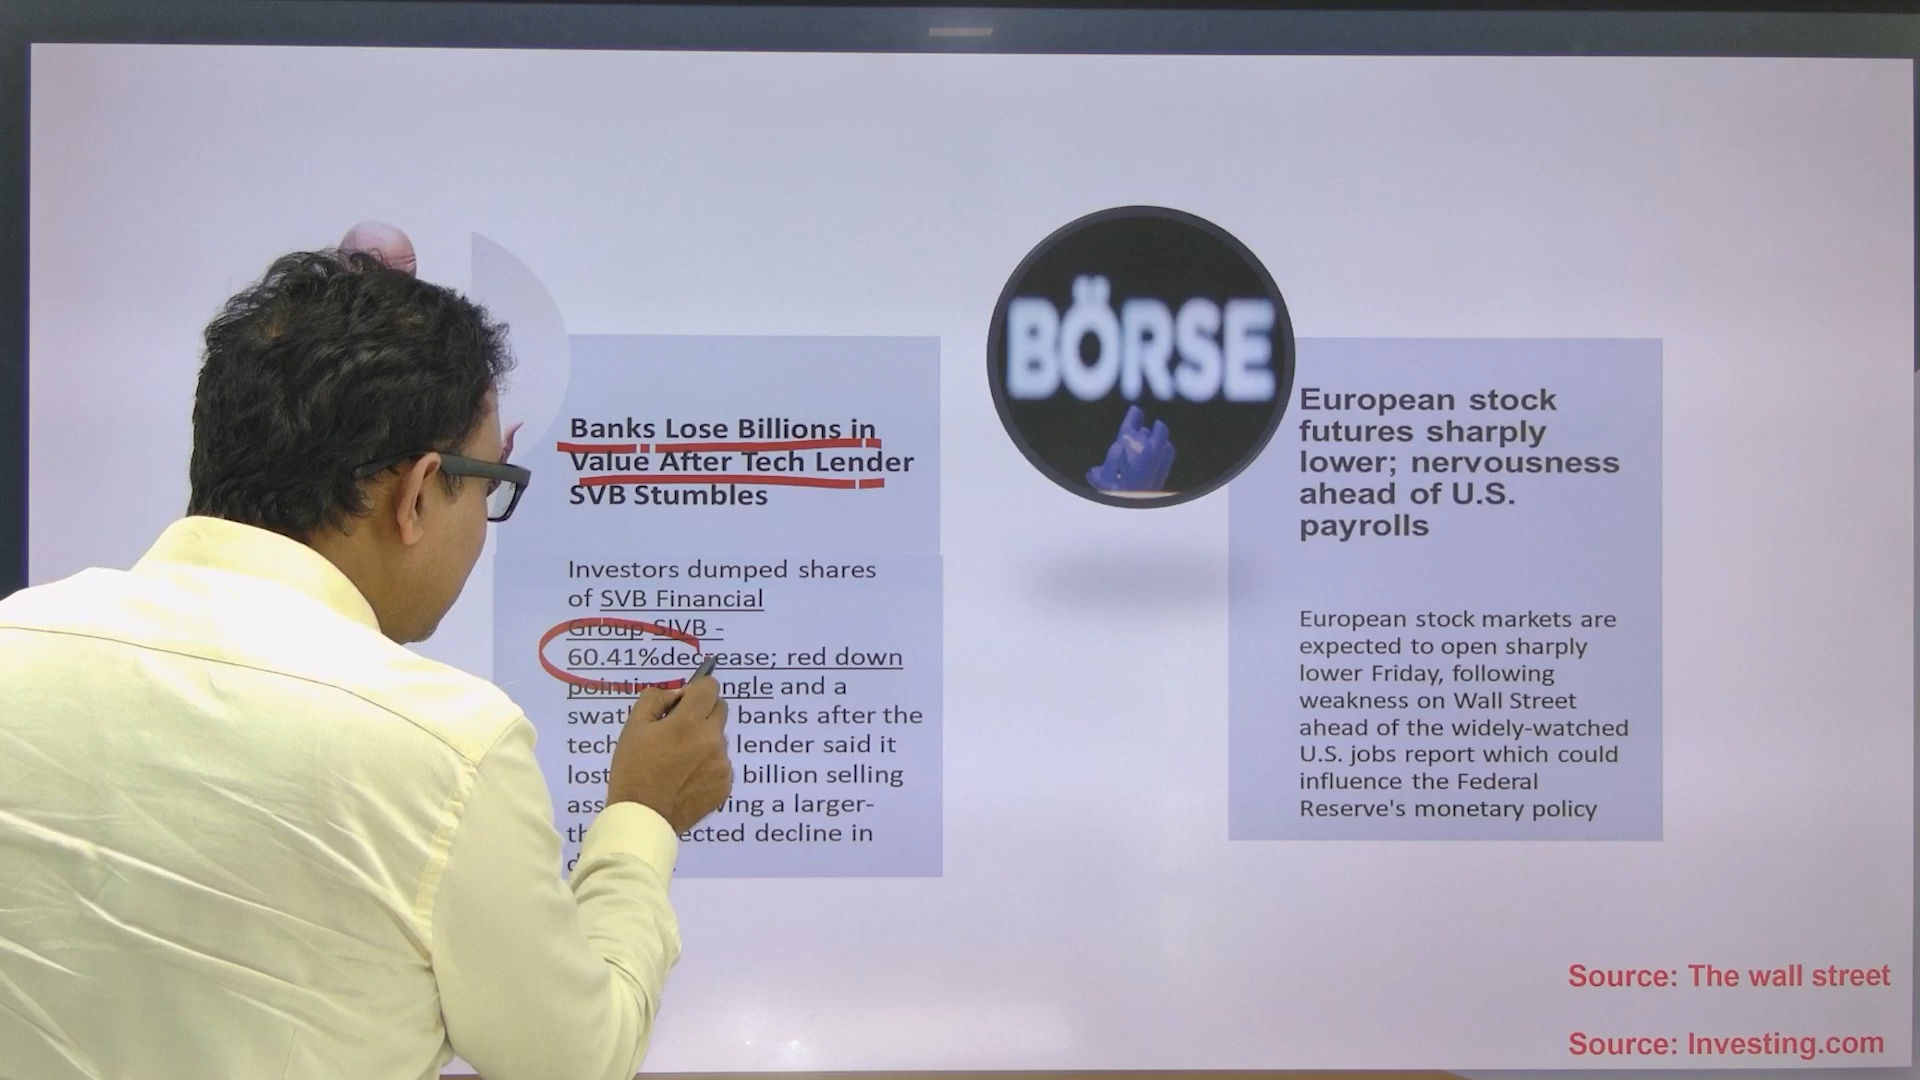 Banks Lose Billions in
Value After Tech Lender
SVB Stumbles
Investors dumped shares
of SVB Financial
Group SIVB -
60.41%decrease; red down
pointing and a
banks after the
lender said it
lost billion selling
a larger-
decline in
BÖRSE
European stock
futures sharply
lower; nervousness
ahead of U.S.
payrolls
European stock markets are
expected to open sharply
lower Friday, following
weakness on Wall Street
ahead of the widely-watched
U.S. jobs report which could
influence the Federal
Reserve's monetary policy
Source: The wall street
Source: Investing.com